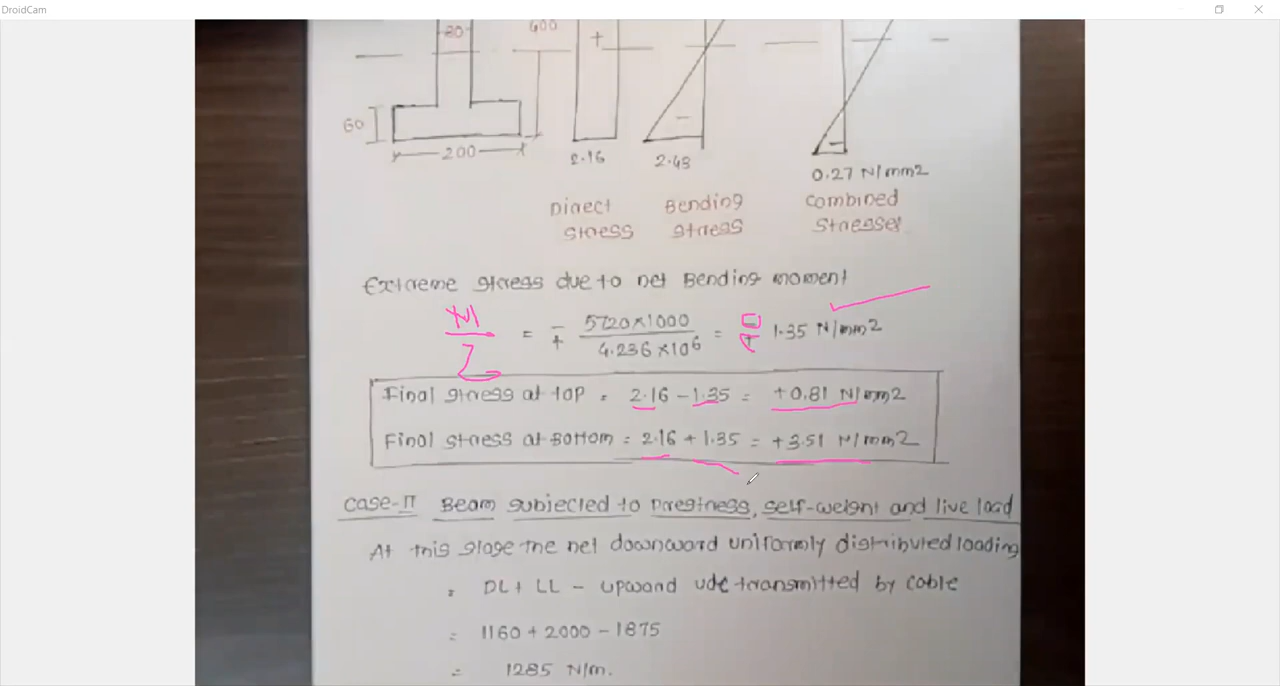 DroidCam
80
600
+
60
200
-
-
2.16
2.43
0.27 N/mm2
Direct stress
Bending stress
Combined stresses
Extreme stress due to net Bending moment
M/Z = ∓ 5720×1000 / 4.236×10⁶ = ∓ 1.35 N/mm2
Final stress at top = 2.16 - 1.35 = +0.81 N/mm2
Final stress at Bottom = 2.16 + 1.35 = +3.51 N/mm2
Case-II Beam subjected to Prestress, self-weight and live load
At this stage the net downward uniformly distributed loading
= DL + LL - upward udl transmitted by cable
= 1160 + 2000 - 1875
= 1285 N/m.